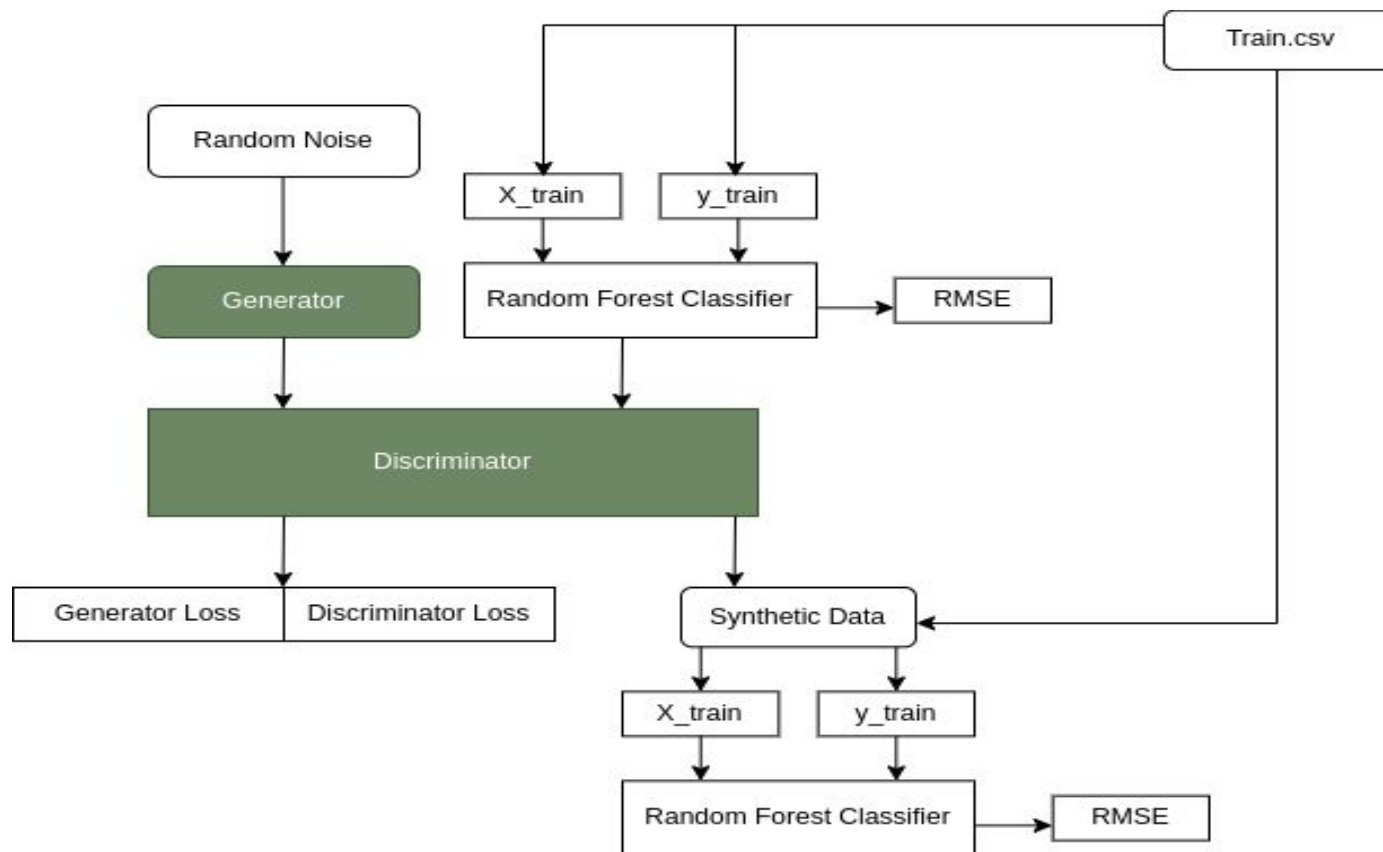 Train.csv
Random Noise
X_train
y_train
Generator
Random Forest Classifier
RMSE
Discriminator
Generator Loss
Discriminator Loss
Synthetic Data
X_train
y_train
Random Forest Classifier
RMSE